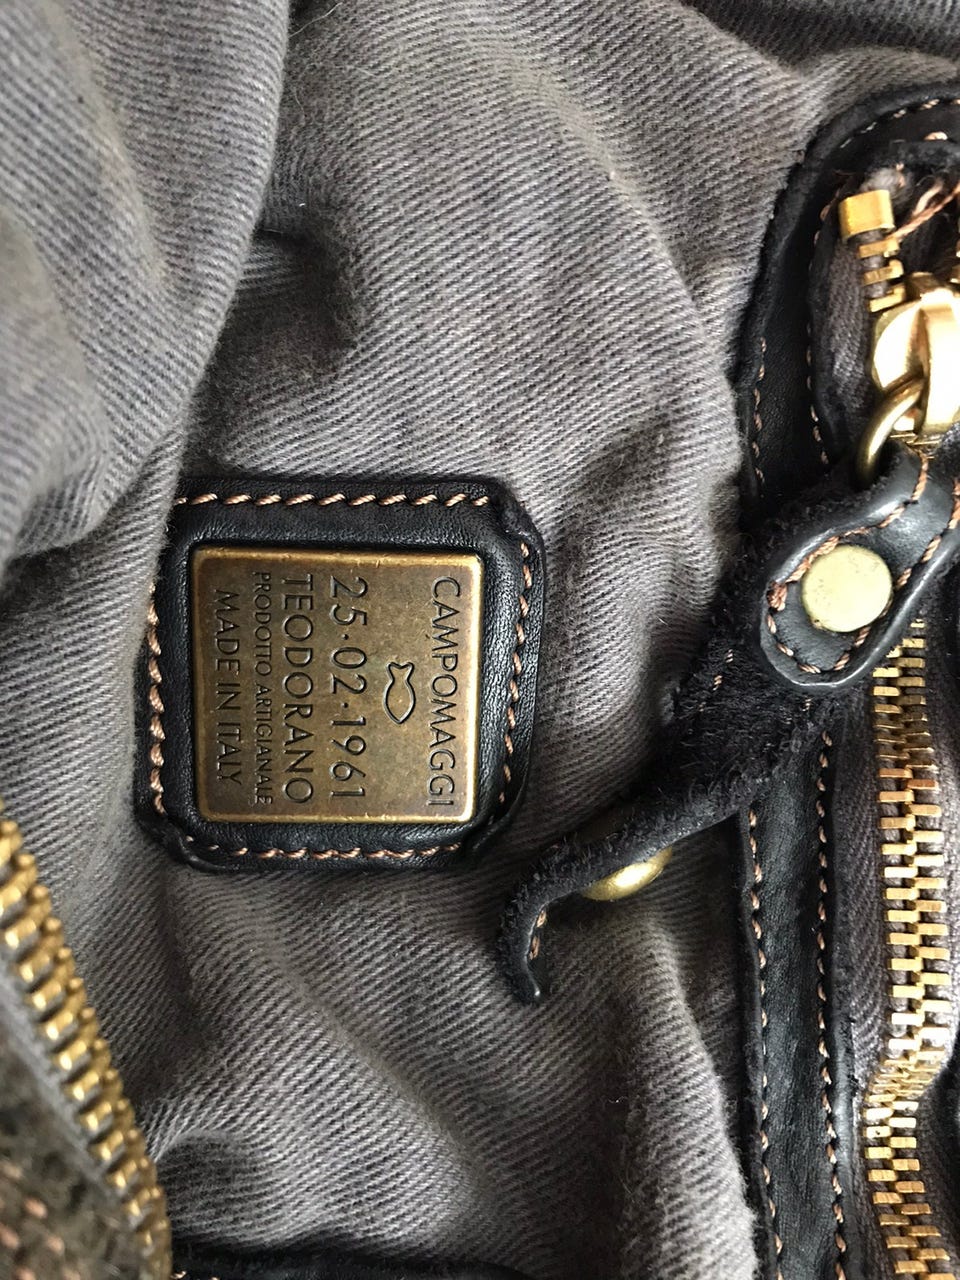 CAMPOMAGGI
25·02·1961
TEODORANO
PRODOTTO ARTIGIANALE
MADE IN ITALY